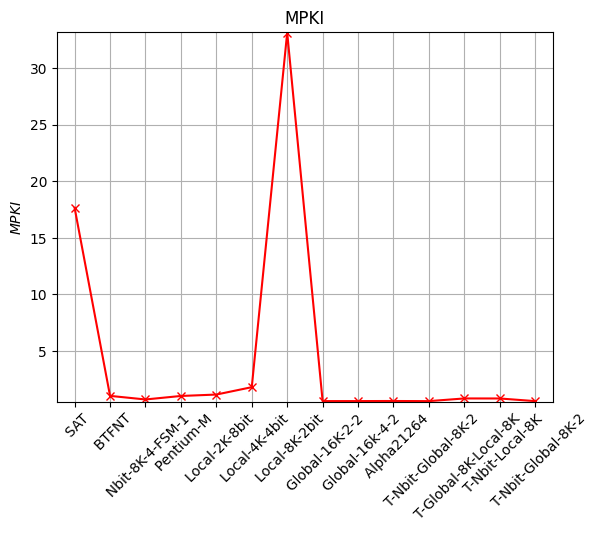 MPKI
MPKI
30
25
20
15
10
5
SAT
BTFNT
Nbit-8K-4-FSM-1
Pentium-M
Local-2K-8bit
Local-4K-4bit
Local-8K-2bit
Global-16K-2-2
Global-16K-4-2
Alpha21264
T-Nbit-Global-8K-2
T-Global-8K-Local-8K
T-Nbit-Local-8K
T-Nbit-Global-8K-2